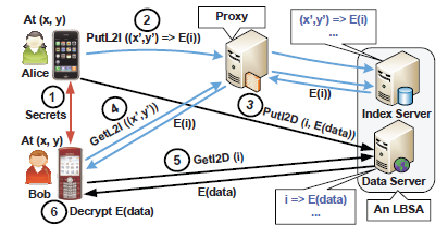 At (x, y)
Alice
2
PutL2I ((x',y') => E(i))
Proxy
(x',y') => E(i)
...
E(i))
Index Server
1
Secrets
4
GetL2I ((x',y'))
E(i))
3
PutI2D (i, E(data))
At (x, y)
Bob
5
GetI2D (i)
E(data)
Data Server
6
Decrypt E(data)
i => E(data)
...
An LBSA